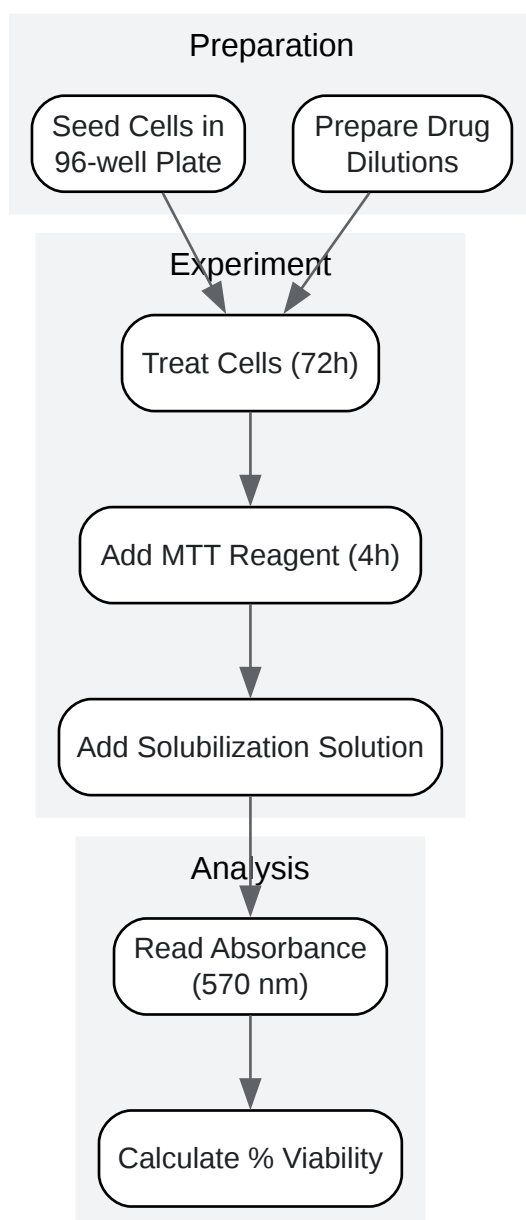 Preparation
Seed Cells in
96-well Plate
Prepare Drug
Dilutions
Experiment
Treat Cells (72h)
Add MTT Reagent (4h)
Add Solubilization Solution
Analysis
Read Absorbance
(570 nm)
Calculate % Viability